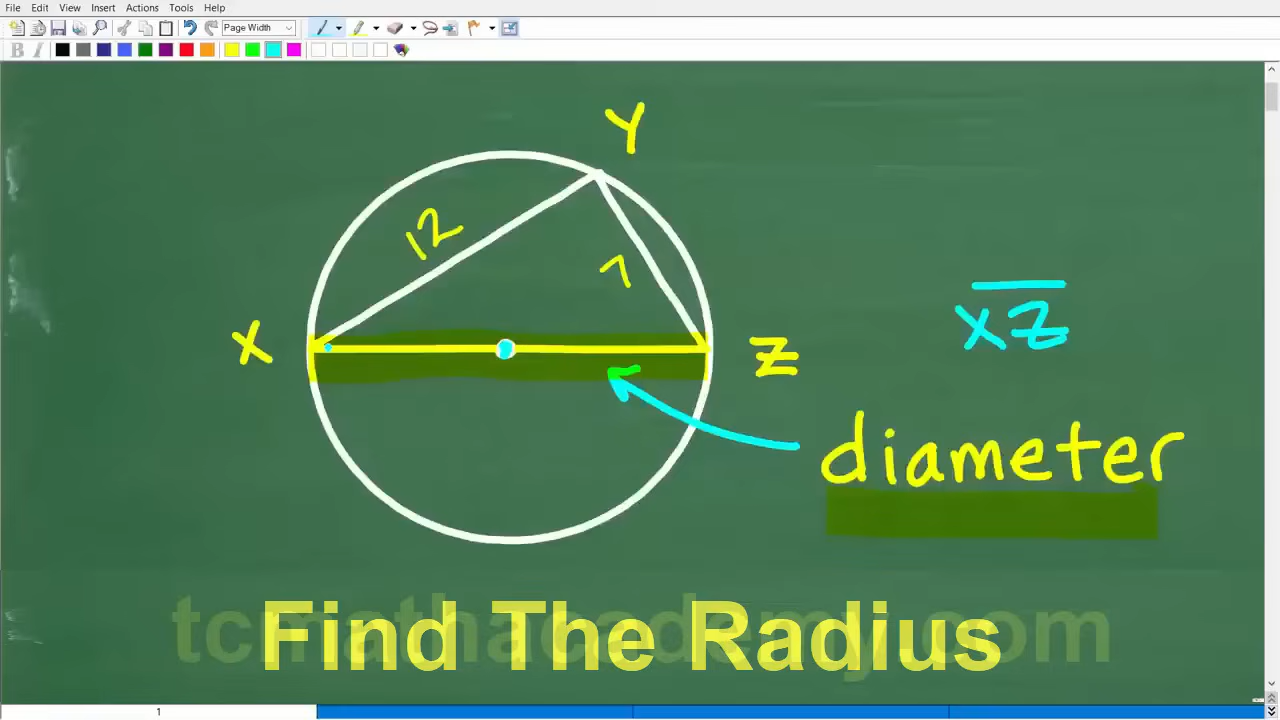 File Edit View Insert Actions Tools Help
Page Width
B I
Y
12
7
X
Z
XZ
diameter
tcmathacademy.com
Find The Radius
1